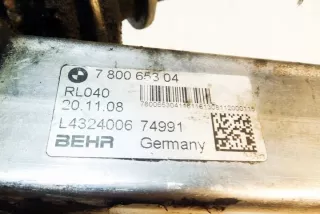 7 800 653 04
RL040
20.11.08
L4324006 74991
BEHR Germany